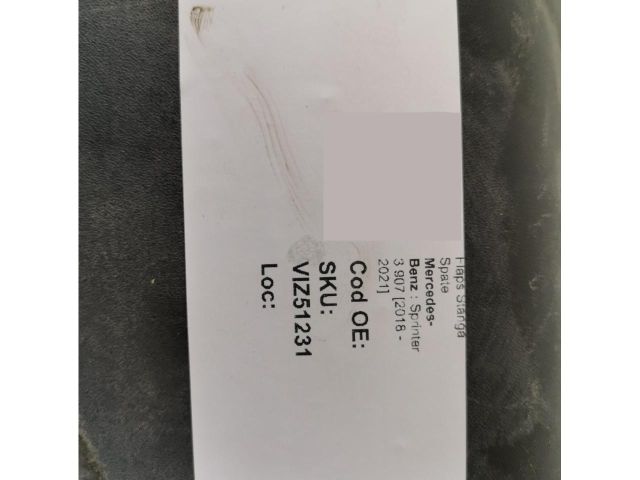 Flaps Stanga
Spate
Mercedes-
Benz : Sprinter
3 907 [2018 -
2021]
Cod OE:
SKU:
VIZ51231
Loc: